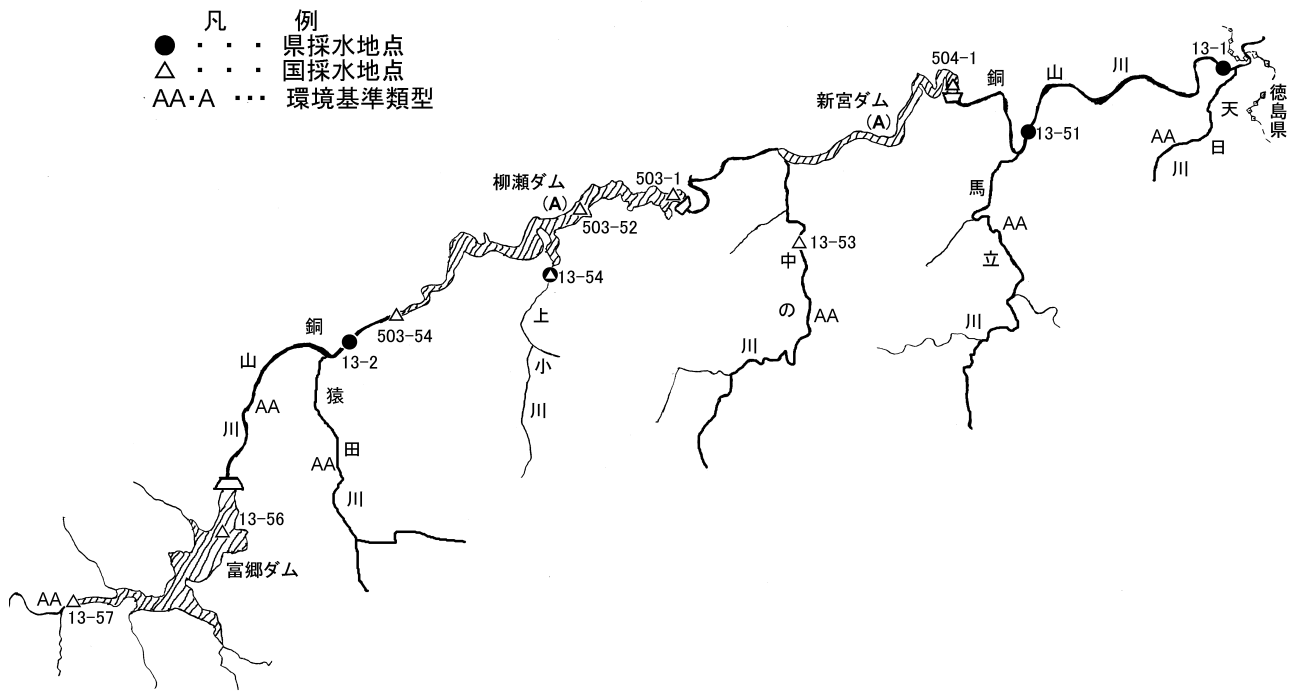 凡 例
● ・ ・ ・ 県採水地点
△ ・ ・ ・ 国採水地点
AA・A ・・・ 環境基準類型
13-1
徳島県
天日川
AA
504-1
銅山川
新宮ダム
(A)
13-51
馬立川
AA
503-1
柳瀬ダム
(A)
503-52
13-53
中の川
AA
13-54
上小川
503-54
13-2
銅山川
AA
猿田川
AA
13-56
富郷ダム
AA
13-57